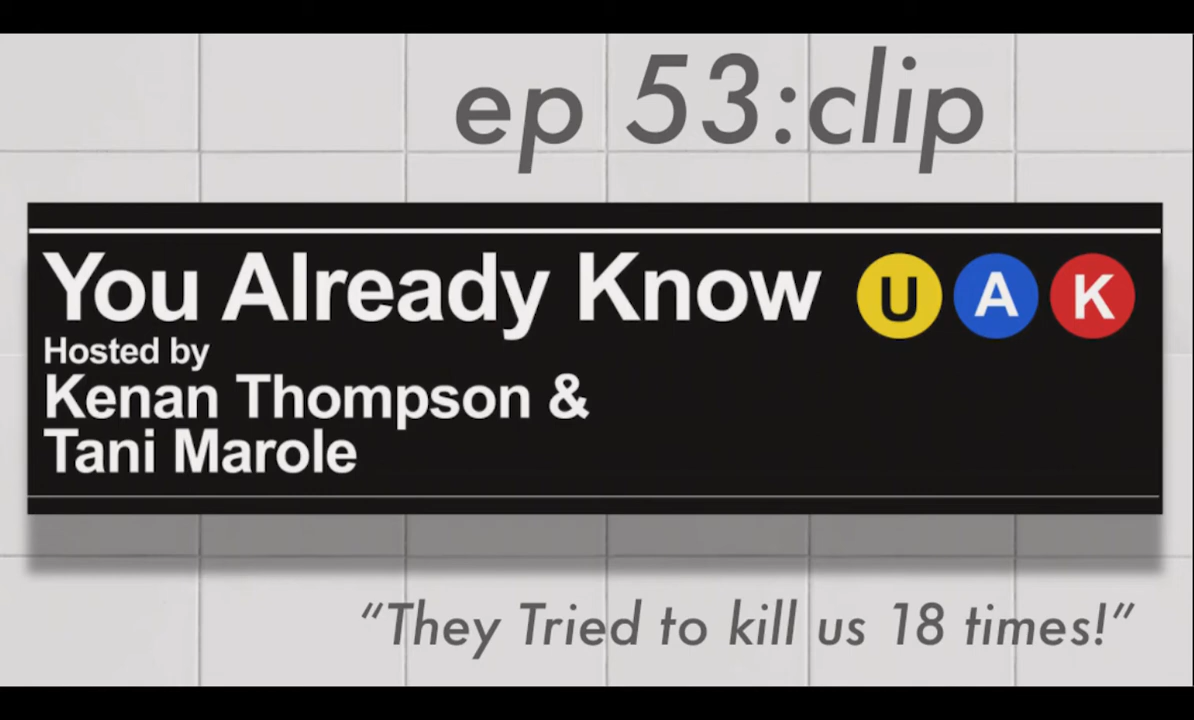 ep 53:clip
You Already Know U A K
Hosted by
Kenan Thompson &
Tani Marole
“They Tried to kill us 18 times!”